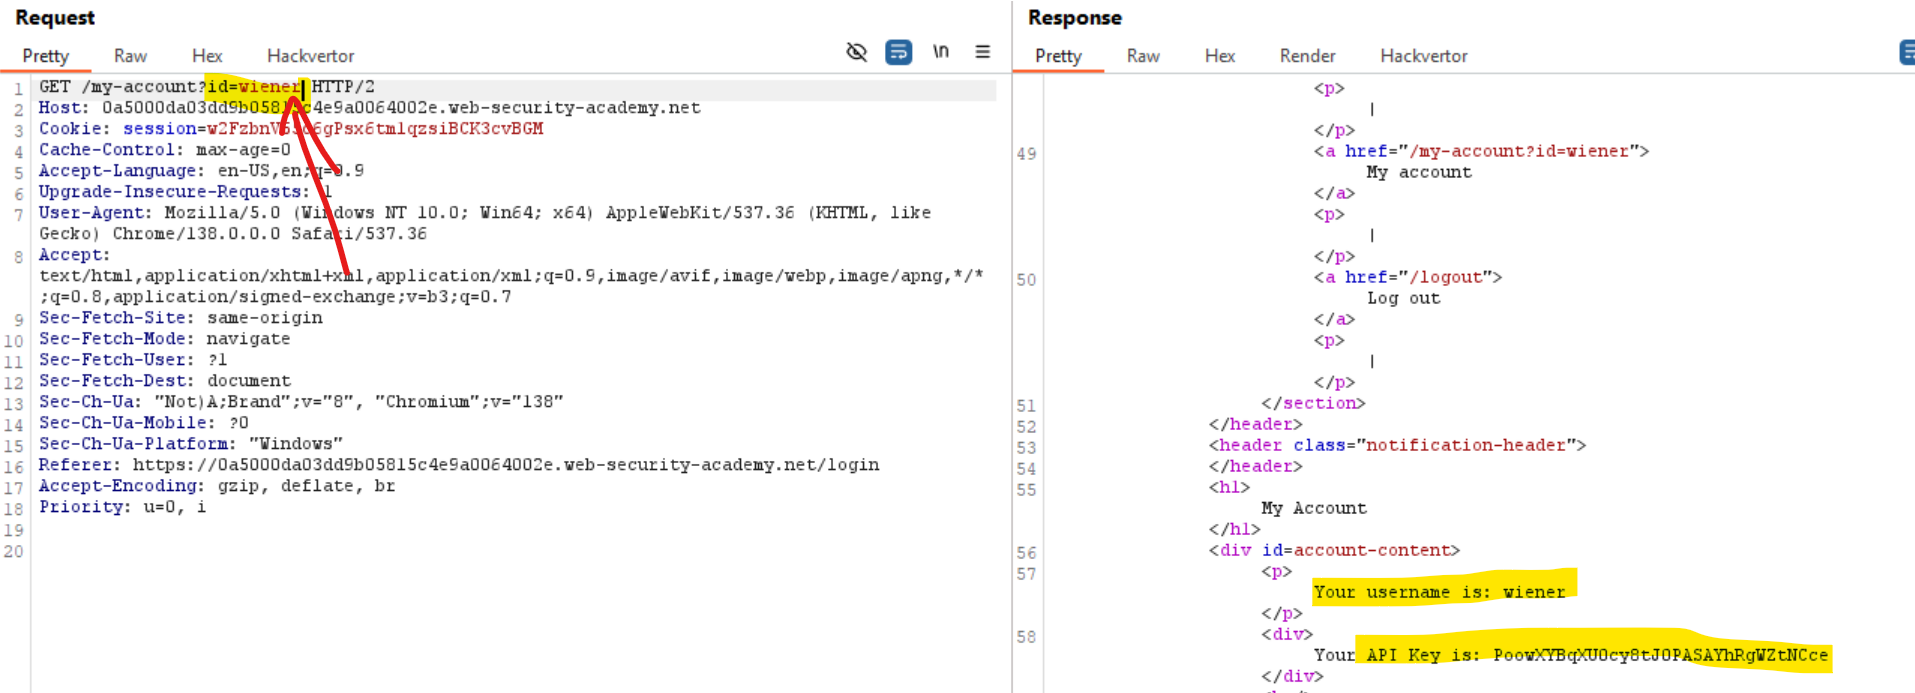 Request
Pretty Raw Hex Hackvertor \n
1 GET /my-account?id=wiener HTTP/2
2 Host: 0a5000da03dd9b05815c4e9a0064002e.web-security-academy.net
3 Cookie: session=
4 Cache-Control: max-age=0
5 Accept-Language: en-US,en;q=0.9
6 Upgrade-Insecure-Requests: 1
7 User-Agent: Mozilla/5.0 (Windows NT 10.0; Win64; x64) AppleWebKit/537.36 (KHTML, like
Gecko) Chrome/138.0.0.0 Safari/537.36
8 Accept:
text/html,application/xhtml+xml,application/xml;q=0.9,image/avif,image/webp,image/apng,*/*
;q=0.8,application/signed-exchange;v=b3;q=0.7
9 Sec-Fetch-Site: same-origin
10 Sec-Fetch-Mode: navigate
11 Sec-Fetch-User: ?1
12 Sec-Fetch-Dest: document
13 Sec-Ch-Ua: "Not)A;Brand";v="8", "Chromium";v="138"
14 Sec-Ch-Ua-Mobile: ?0
15 Sec-Ch-Ua-Platform: "Windows"
16 Referer: https://0a5000da03dd9b05815c4e9a0064002e.web-security-academy.net/login
17 Accept-Encoding: gzip, deflate, br
18 Priority: u=0, i
19
20
Response
Pretty Raw Hex Render Hackvertor
<p>
|
</p>
49 <a href="/my-account?id=wiener">
My account
</a>
<p>
|
</p>
50 <a href="/logout">
Log out
</a>
<p>
|
</p>
51 </section>
52 </header>
53 <header class="notification-header">
54 </header>
55 <h1>
My Account
</h1>
56 <div id=account-content>
57 <p>
Your username is: wiener
</p>
58 <div>
Your API Key is: PoowXYBqXU0cy8tJ0PASAYhRgWZtNCce
</div>